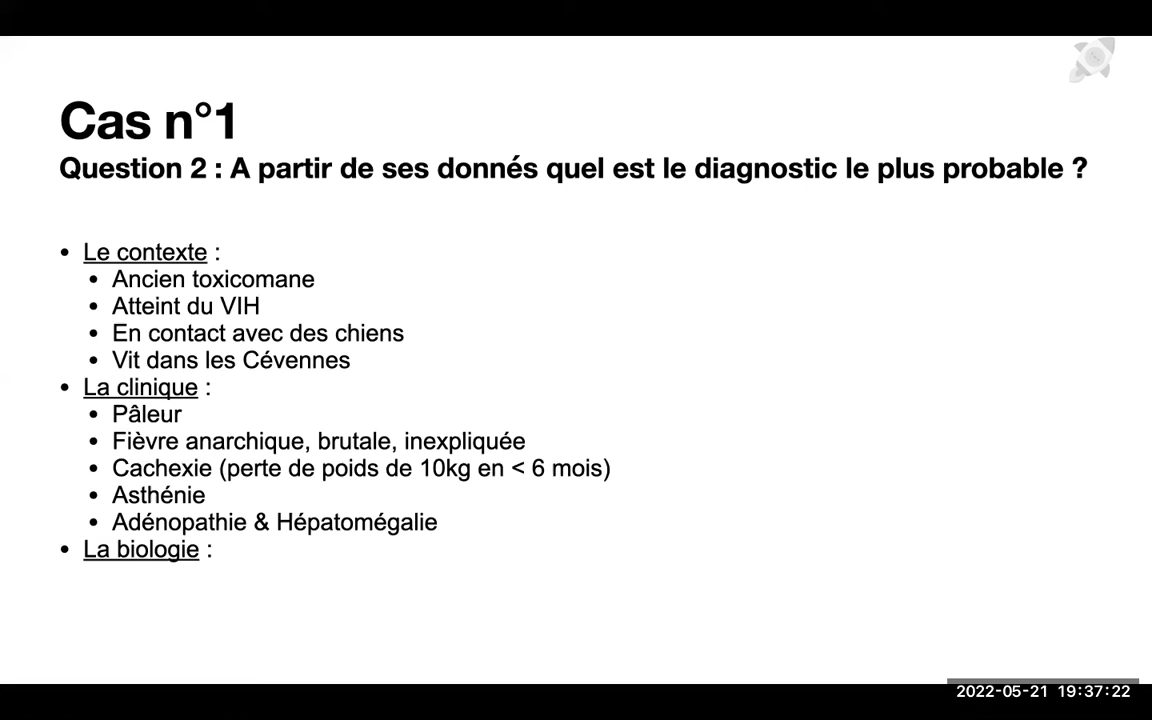 Cas n°1
Question 2 : A partir de ses donnés quel est le diagnostic le plus probable ?
• Le contexte :
• Ancien toxicomane
• Atteint du VIH
• En contact avec des chiens
• Vit dans les Cévennes
• La clinique :
• Pâleur
• Fièvre anarchique, brutale, inexpliquée
• Cachexie (perte de poids de 10kg en < 6 mois)
• Asthénie
• Adénopathie & Hépatomégalie
• La biologie :
2022-05-21 19:37:22